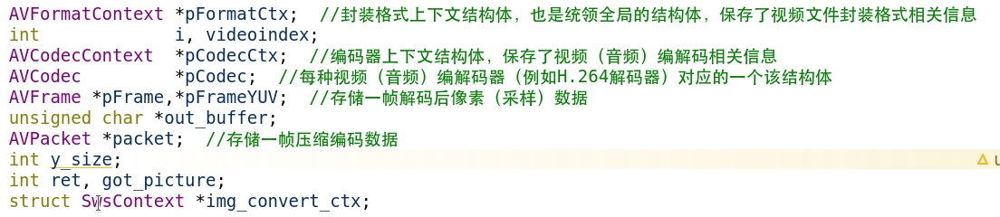 AVFormatContext *pFormatCtx;  //封装格式上下文结构体，也是统领全局的结构体，保存了视频文件封装格式相关信息
int             i, videoindex;
AVCodecContext  *pCodecCtx;  //编码器上下文结构体，保存了视频（音频）编解码相关信息
AVCodec         *pCodec;  //每种视频（音频）编解码器（例如H.264解码器）对应的一个该结构体
AVFrame *pFrame,*pFrameYUV;  //存储一帧解码后像素（采样）数据
unsigned char *out_buffer;
AVPacket *packet;  //存储一帧压缩编码数据
int y_size;
int ret, got_picture;
struct SwsContext *img_convert_ctx;